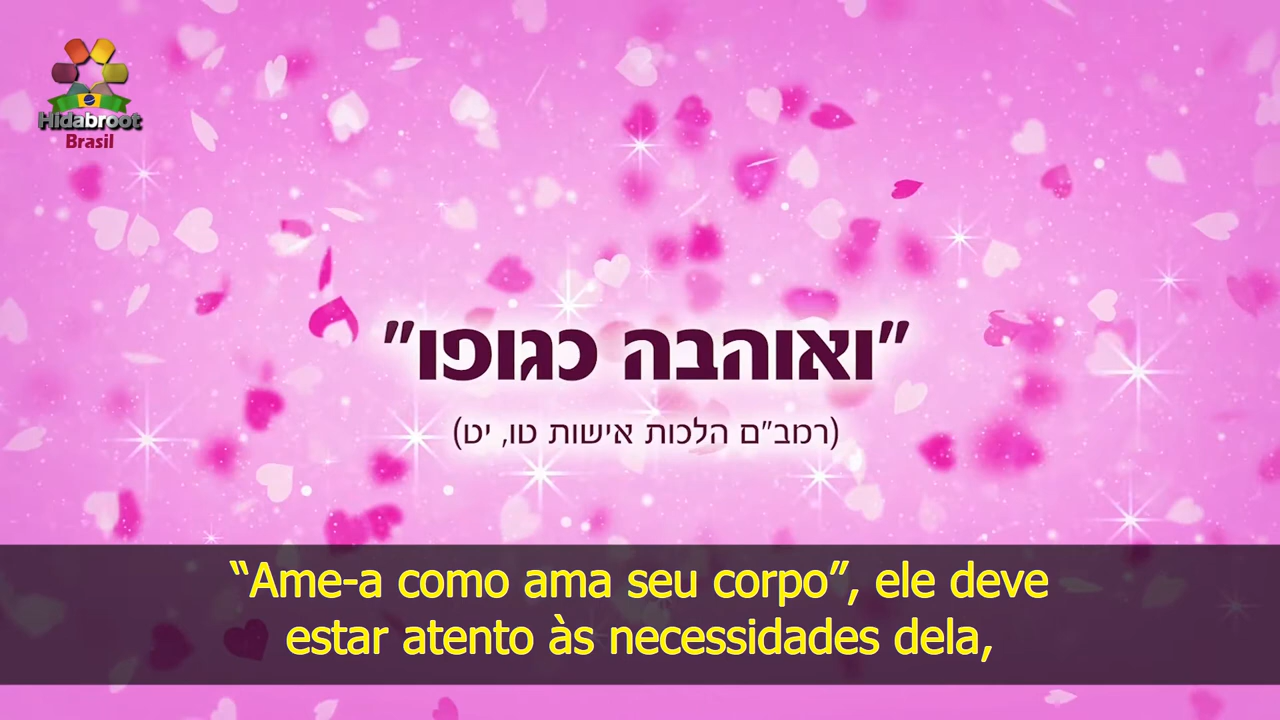 Hidabroot
Brasil
"ואוהבה כגופו"
(רמב"ם הלכות אישות טו, יט)
“Ame-a como ama seu corpo”, ele deve
estar atento às necessidades dela,